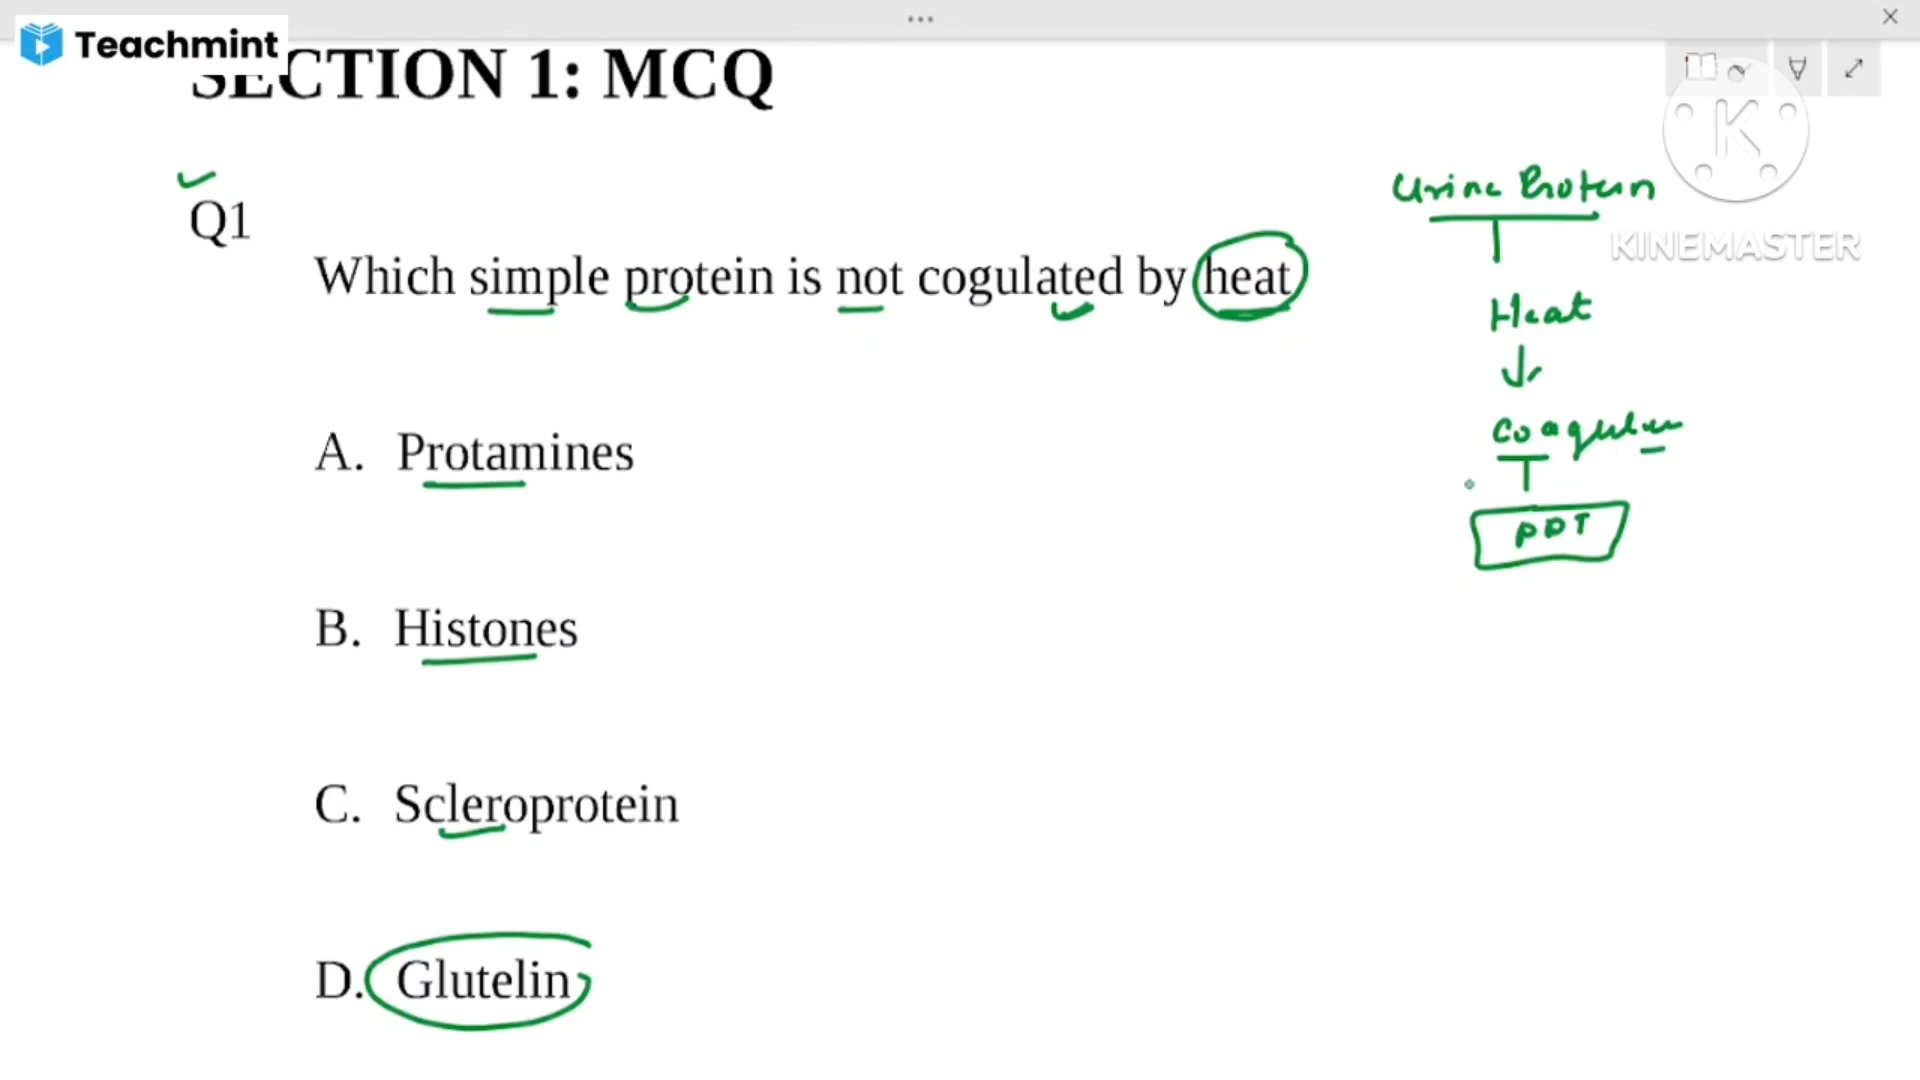 Teachmint
SECTION 1: MCQ
Q1
Which simple protein is not cogulated by heat
A. Protamines
B. Histones
C. Scleroprotein
D. Glutelin
Urine Protein
Heat
PPT
K
KINEMASTER